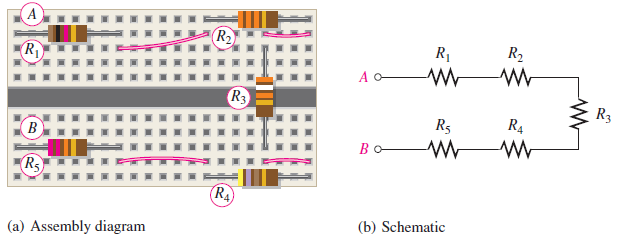 A
R1
R2
R3
B
R5
R4
(a) Assembly diagram
R1 R2
A
R3
R5 R4
B
(b) Schematic